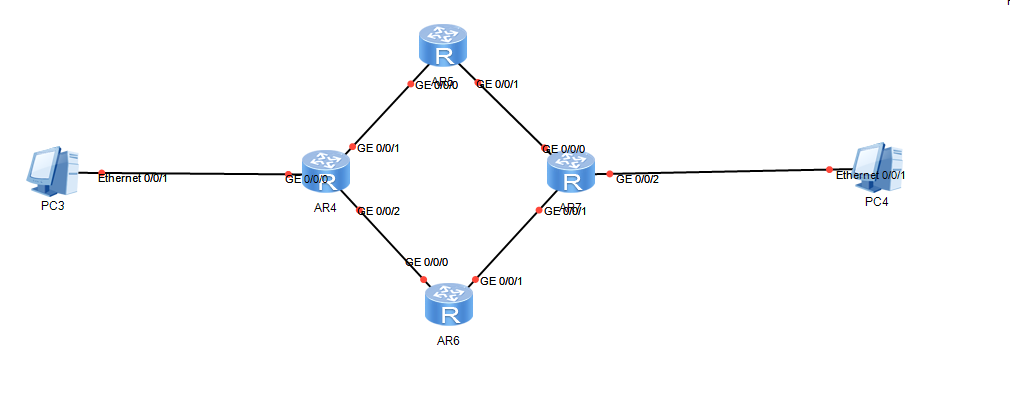 R
AR5
GE 0/0/0
GE 0/0/1
GE 0/0/1
GE 0/0/0
Ethernet 0/0/1
GE 0/0/0
R
R
GE 0/0/2
Ethernet 0/0/1
PC3
AR4
AR7
PC4
GE 0/0/2
GE 0/0/1
GE 0/0/0
GE 0/0/1
R
AR6